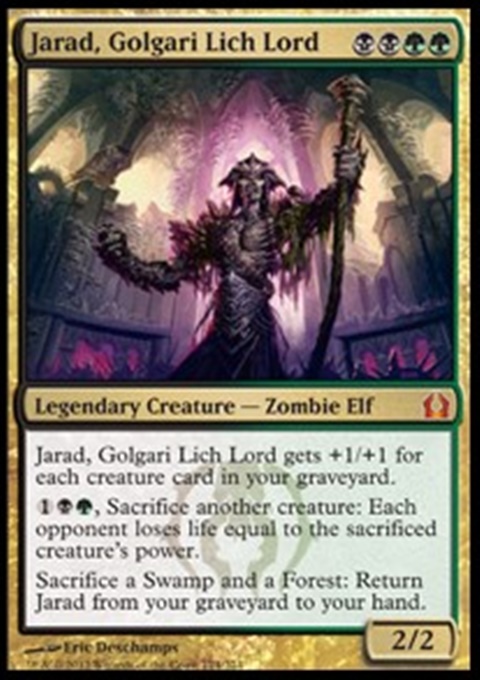 Jarad, Golgari Lich Lord
Legendary Creature — Zombie Elf
Jarad, Golgari Lich Lord gets +1/+1 for
each creature card in your graveyard.
1, Sacrifice another creature: Each
opponent loses life equal to the sacrificed
creature's power.
Sacrifice a Swamp and a Forest: Return
Jarad from your graveyard to your hand.
Eric Deschamps
2/2